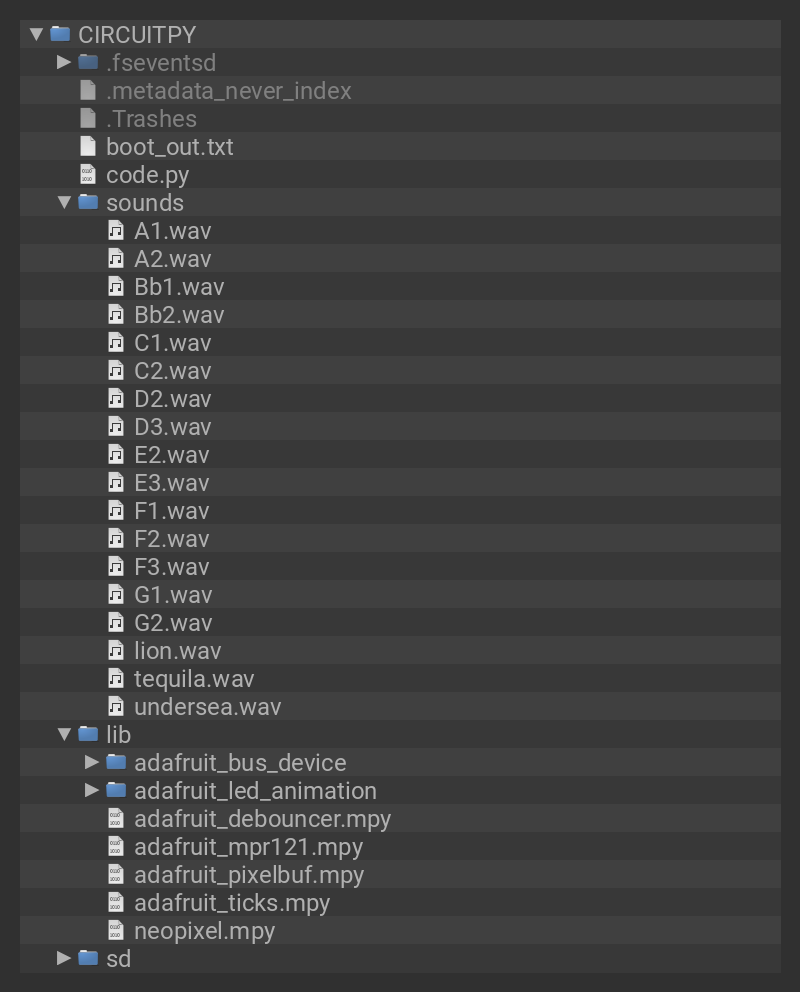 CIRCUITPY
.fseventsd
.metadata_never_index
.Trashes
boot_out.txt
code.py
sounds
A1.wav
A2.wav
Bb1.wav
Bb2.wav
C1.wav
C2.wav
D2.wav
D3.wav
E2.wav
E3.wav
F1.wav
F2.wav
F3.wav
G1.wav
G2.wav
lion.wav
tequila.wav
undersea.wav
lib
adafruit_bus_device
adafruit_led_animation
adafruit_debouncer.mpy
adafruit_mpr121.mpy
adafruit_pixelbuf.mpy
adafruit_ticks.mpy
neopixel.mpy
sd